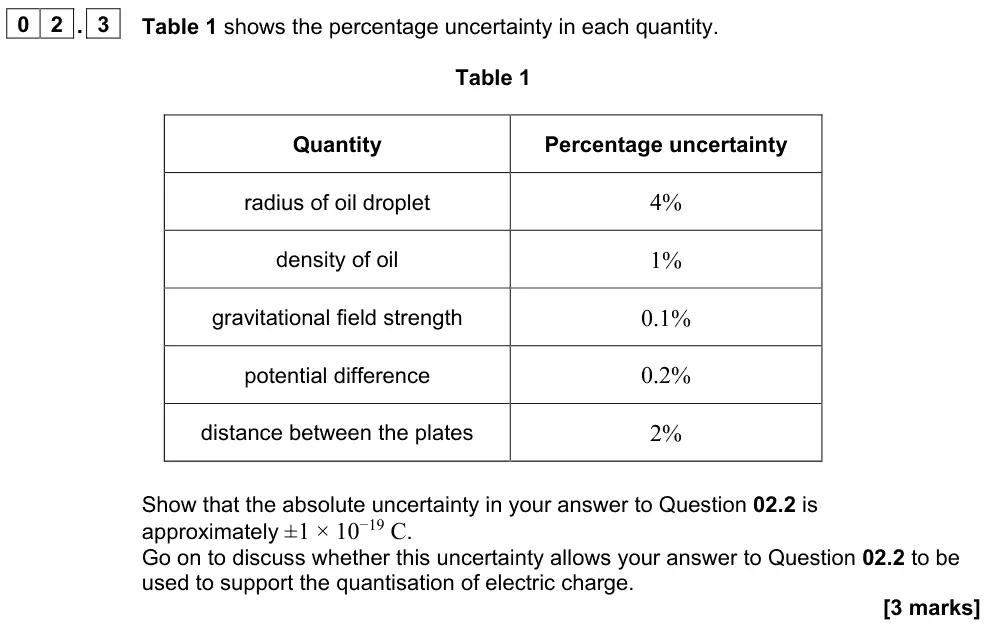 0 2 . 3 Table 1 shows the percentage uncertainty in each quantity.
Table 1
Quantity Percentage uncertainty
radius of oil droplet 4%
density of oil 1%
gravitational field strength 0.1%
potential difference 0.2%
distance between the plates 2%
Show that the absolute uncertainty in your answer to Question 02.2 is
approximately ±1 × 10⁻¹⁹ C.
Go on to discuss whether this uncertainty allows your answer to Question 02.2 to be
used to support the quantisation of electric charge.
[3 marks]